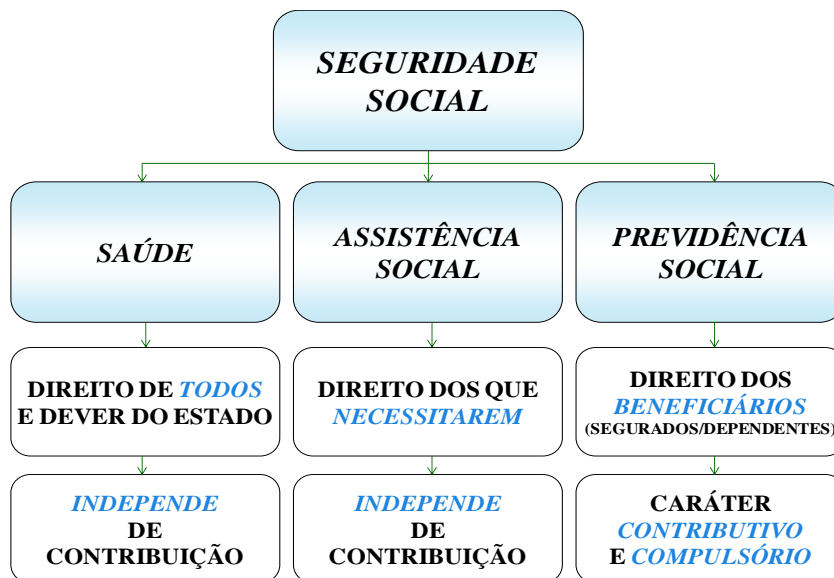 SEGURIDADE
SOCIAL
SAÚDE
ASSISTÊNCIA
SOCIAL
PREVIDÊNCIA
SOCIAL
DIREITO DE TODOS
E DEVER DO ESTADO
DIREITO DOS QUE
NECESSITAREM
DIREITO DOS
BENEFICIÁRIOS
(SEGURADOS/DEPENDENTES)
INDEPENDE
DE
CONTRIBUIÇÃO
INDEPENDE
DE
CONTRIBUIÇÃO
CARÁTER
CONTRIBUTIVO
E COMPULSÓRIO